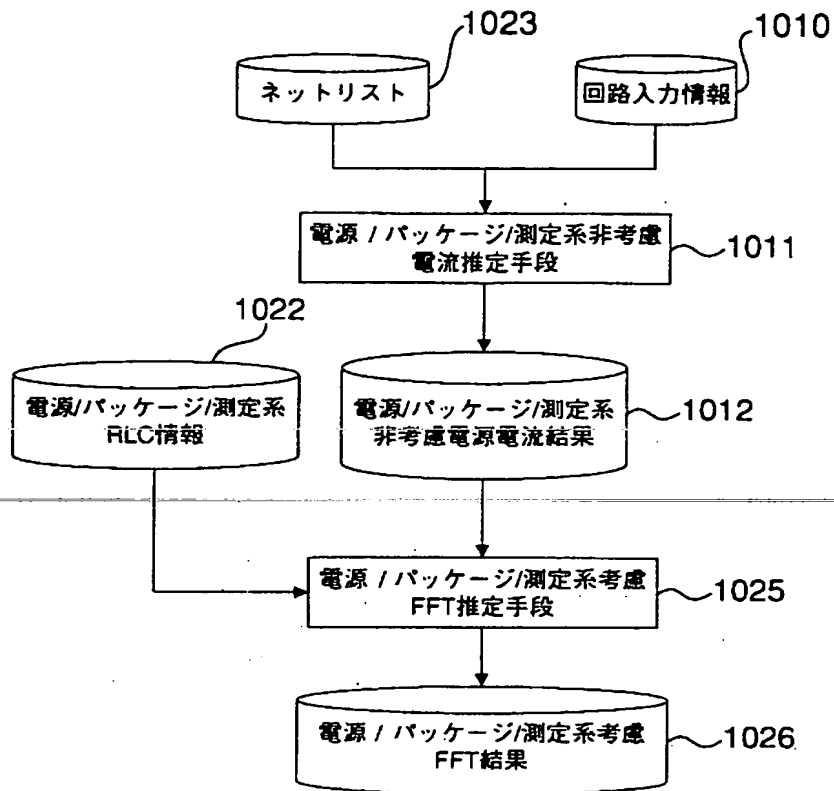 1023
1010
ネットリスト
回路入力情報
電源 / パッケージ/測定系非考慮
電流推定手段
1011
1022
電源/パッケージ/測定系
RLC情報
電源/パッケージ/測定系
非考慮電源電流結果
1012
電源 / パッケージ/測定系考慮
FFT推定手段
1025
電源 / パッケージ/測定系考慮
FFT結果
1026